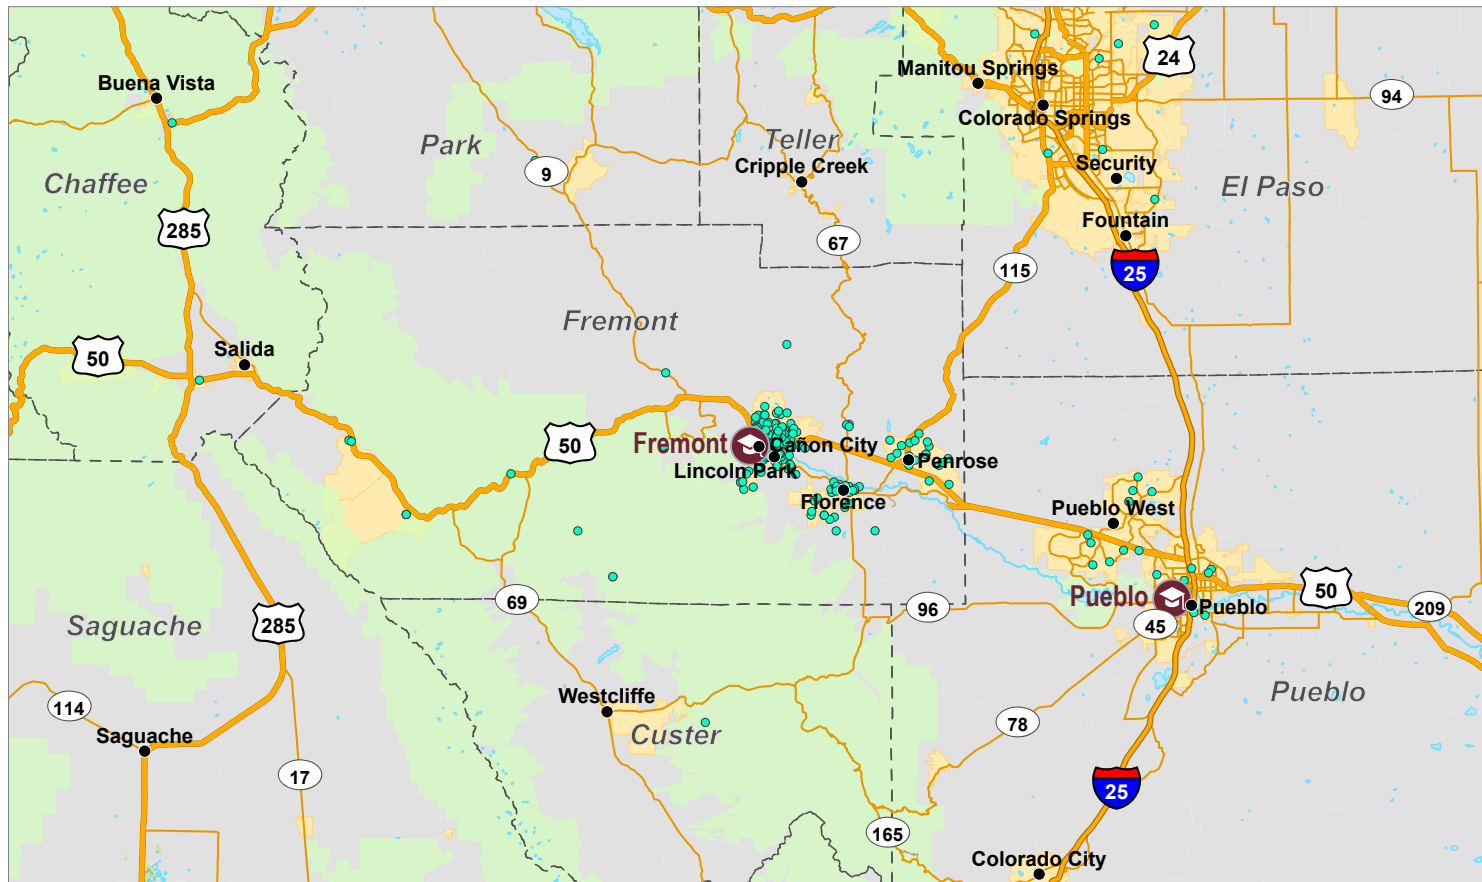 24
Manitou Springs
Buena Vista
94
Colorado Springs
Park
Teller
Cripple Creek
Security
9
Chaffee
El Paso
Fountain
285
67
115
25
Fremont
Salida
50
50
Fremont
Cañon City
Penrose
Lincoln Park
Florence
Pueblo West
50
69
Pueblo
96
Pueblo
209
45
Saguache
285
Westcliffe
Pueblo
114
78
Custer
Saguache
17
25
165
Colorado City